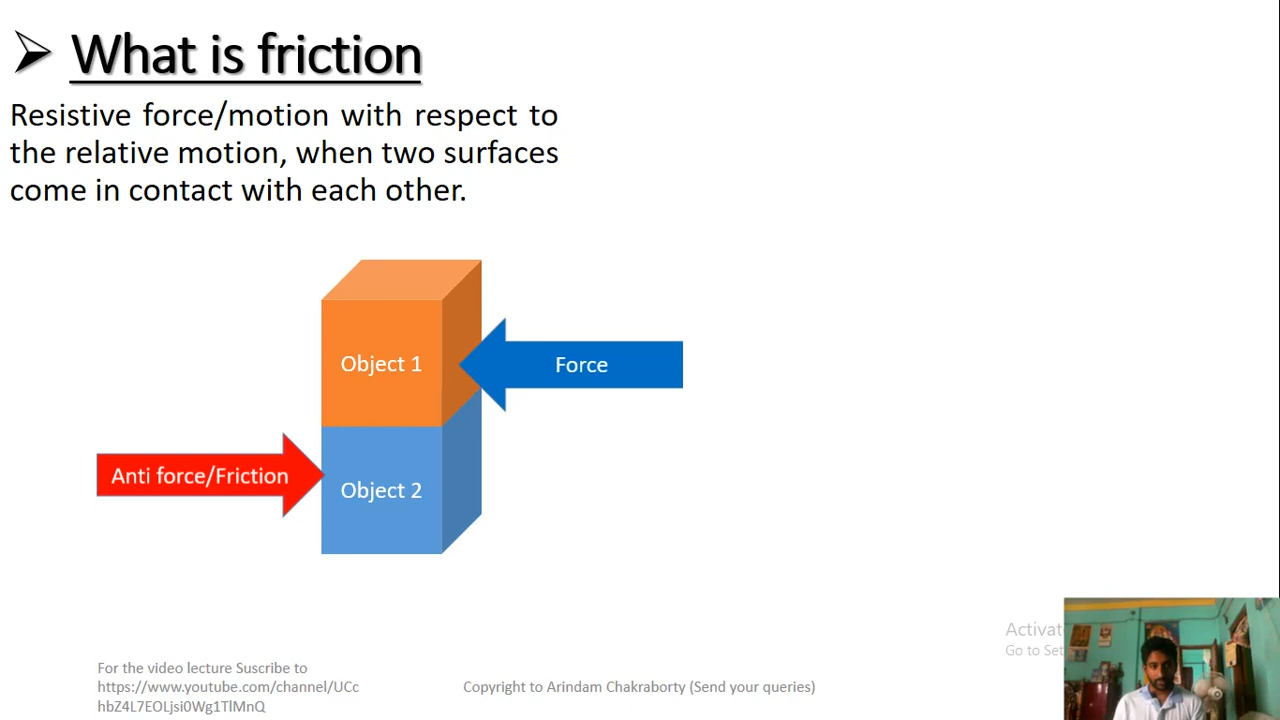 What is friction
Resistive force/motion with respect to
the relative motion, when two surfaces
come in contact with each other.
Object 1
Force
Anti force/Friction
Object 2
Activat
Go to Set
For the video lecture Suscribe to
https://www.youtube.com/channel/UCc
hbZ4L7EOLjsi0Wg1TlMnQ
Copyright to Arindam Chakraborty (Send your queries)